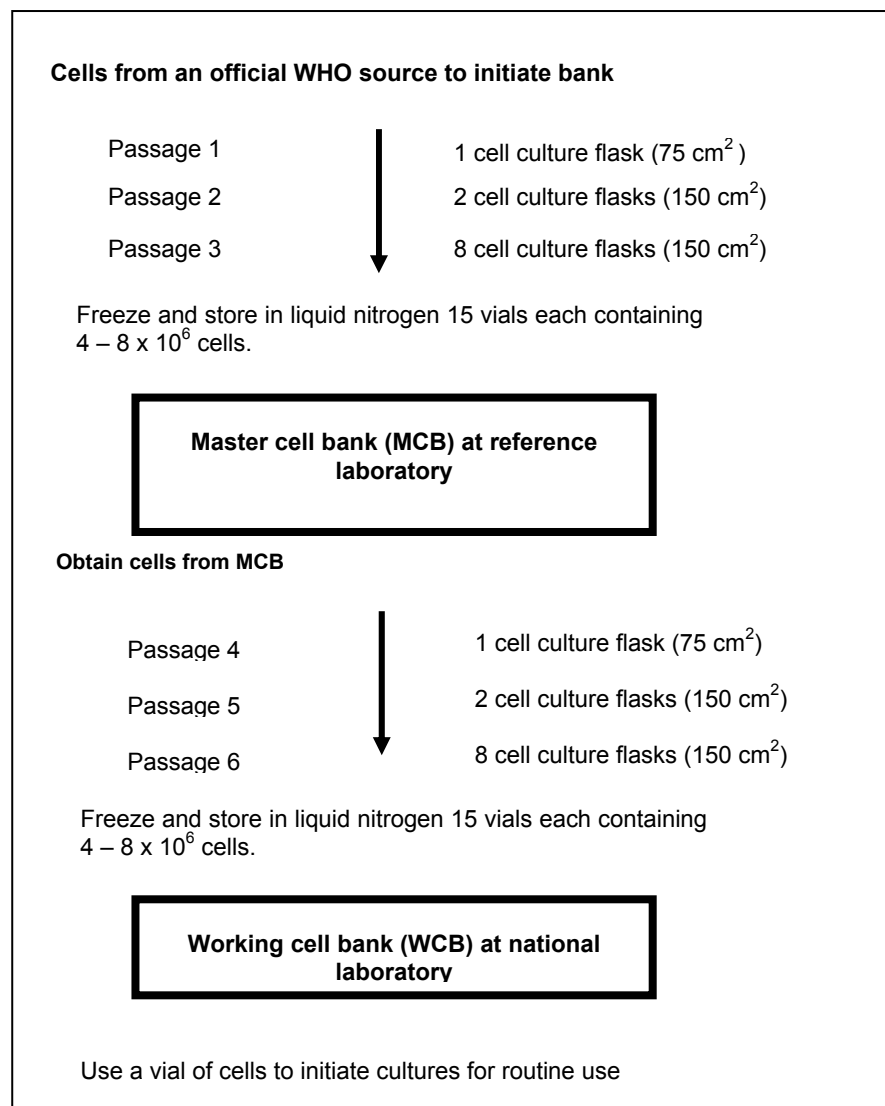 Cells from an official WHO source to initiate bank
Passage 1 1 cell culture flask (75 cm²)
Passage 2 2 cell culture flasks (150 cm²)
Passage 3 8 cell culture flasks (150 cm²)
Freeze and store in liquid nitrogen 15 vials each containing
4 – 8 x 10⁶ cells.
Master cell bank (MCB) at reference
laboratory
Obtain cells from MCB
Passage 4 1 cell culture flask (75 cm²)
Passage 5 2 cell culture flasks (150 cm²)
Passage 6 8 cell culture flasks (150 cm²)
Freeze and store in liquid nitrogen 15 vials each containing
4 – 8 x 10⁶ cells.
Working cell bank (WCB) at national
laboratory
Use a vial of cells to initiate cultures for routine use